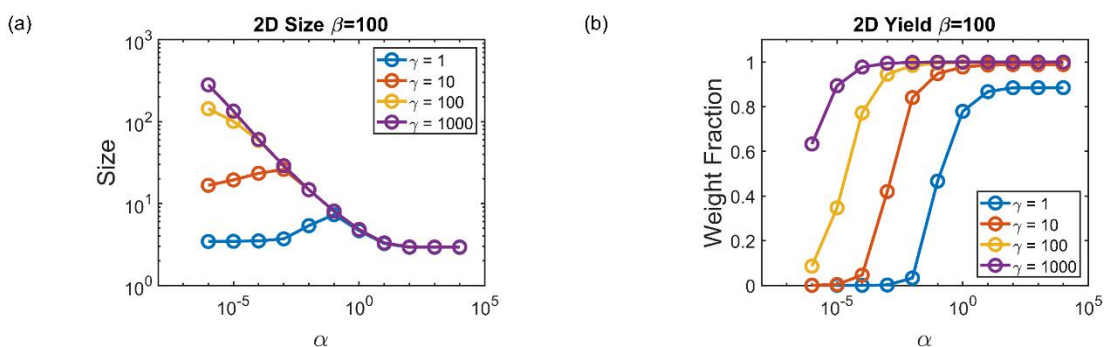 (a)
2D Size β=100
10³
10²
10¹
10⁰
Size
10⁻⁵
10⁰
10⁵
α
γ = 1
γ = 10
γ = 100
γ = 1000
(b)
2D Yield β=100
1
0.8
0.6
0.4
0.2
0
Weight Fraction
10⁻⁵
10⁰
10⁵
α
γ = 1
γ = 10
γ = 100
γ = 1000